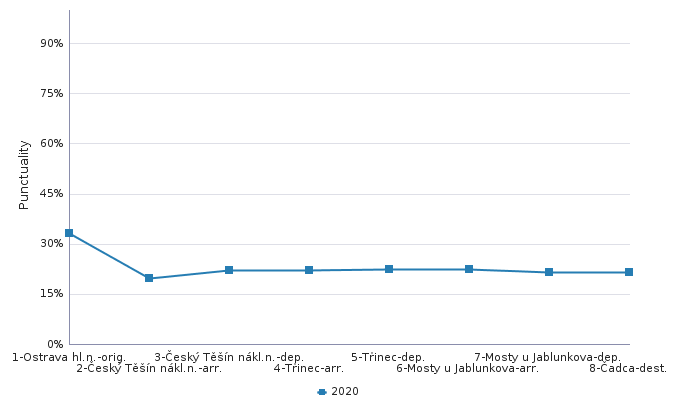 90%
75%
60%
45%
30%
15%
0%
Punctuality
1-Ostrava hl.n.-orig.
2-Český Těšín nákl.n.-arr.
3-Český Těšín nákl.n.-dep.
4-Třinec-arr.
5-Třinec-dep.
6-Mosty u Jablunkova-arr.
7-Mosty u Jablunkova-dep.
8-Čadca-dest.
2020